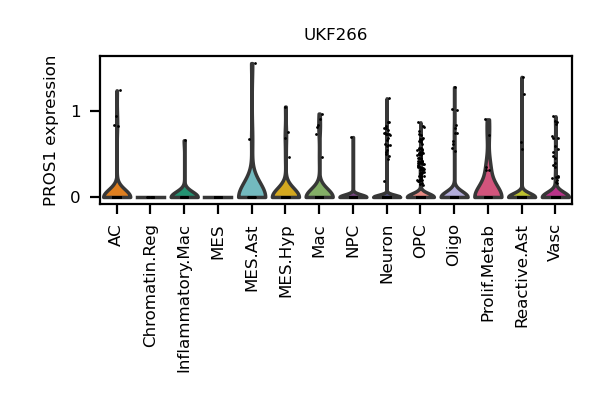 UKF266
PROS1 expression
1
0
AC
Chromatin.Reg
Inflammatory.Mac
MES
MES.Ast
MES.Hyp
Mac
NPC
Neuron
OPC
Oligo
Prolif.Metab
Reactive.Ast
Vasc